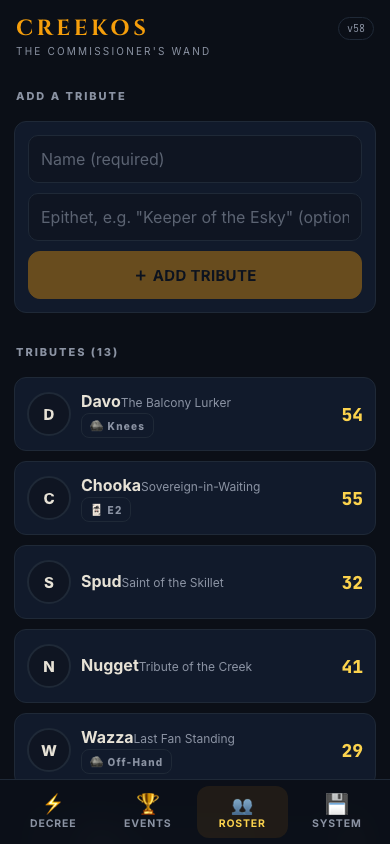 CREEKOS
v58
THE COMMISSIONER'S WAND
ADD A TRIBUTE
Name (required)
Epithet, e.g. "Keeper of the Esky" (option
+ ADD TRIBUTE
TRIBUTES (13)
D
Davo The Balcony Lurker
Knees
54
C
Chooka Sovereign-in-Waiting
E2
55
S
Spud Saint of the Skillet
32
N
Nugget Tribute of the Creek
41
W
Wazza Last Fan Standing
Off-Hand
29
DECREE
EVENTS
ROSTER
SYSTEM